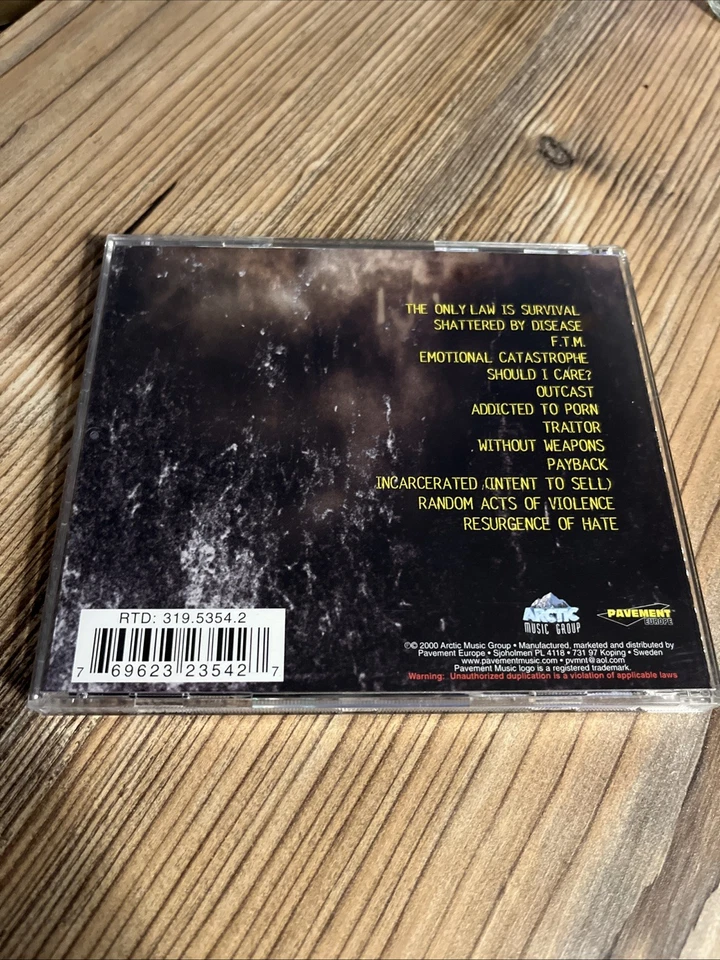 THE ONLY LAW IS SURVIVAL
SHATTERED BY DISEASE
F.T.M.
EMOTIONAL CATASTROPHE
SHOULD I CARE?
OUTCAST
ADDICTED TO PORN
TRAITOR
WITHOUT WEAPONS
PAYBACK
INCARCERATED (INTENT TO SELL)
RANDOM ACTS OF VIOLENCE
RESURGENCE OF HATE
RTD: 319.5354.2
7 69623 23542 7
ARCTIC
MUSIC GROUP
PAVEMENT™
EUROPE
℗© 2000 Arctic Music Group • Manufactured, marketed and distributed by
Pavement Europe • Sjoholmen PL 4118 • 731 97 Koping • Sweden
www.pavementmusic.com • pvmnt@aol.com
Pavement Music logo is a registered trademark.
Warning: Unauthorized duplication is a violation of applicable laws